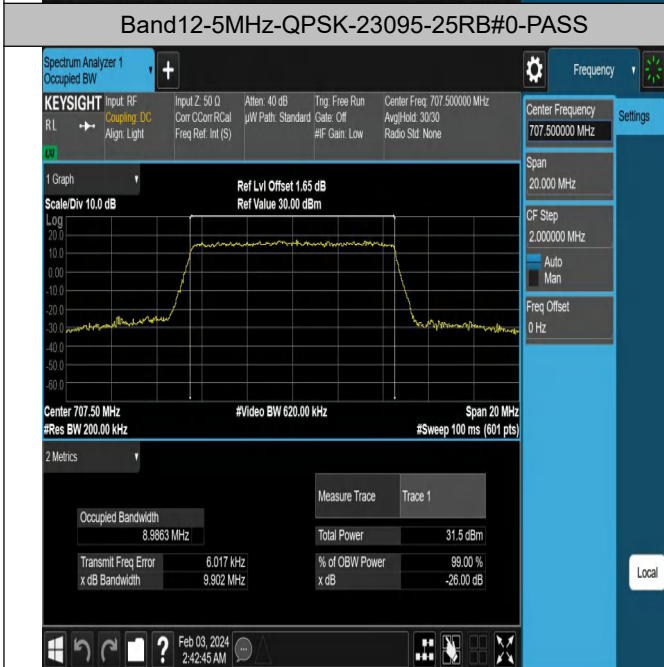 Band12-5MHz-QPSK-23095-25RB#0-PASS
Spectrum Analyzer 1
Occupied BW
+
Frequency
KEYSIGHT
RL
Input: RF
Coupling: DC
Align: Light
Input Z: 50 Ω
Corr CCorr RCal
Freq Ref: Int (S)
Atten: 40 dB
µW Path: Standard
Trig: Free Run
Gate: Off
#IF Gain: Low
Center Freq: 707.500000 MHz
Avg|Hold: 30/30
Radio Std: None
Center Frequency
707.500000 MHz
Settings
Span
20.000 MHz
CF Step
2.000000 MHz
Auto
Man
Freq Offset
0 Hz
1 Graph
Scale/Div 10.0 dB
Ref Lvl Offset 1.65 dB
Ref Value 30.00 dBm
Log
20.0
10.0
0.00
-10.0
-20.0
-30.0
-40.0
-50.0
-60.0
Center 707.50 MHz
#Res BW 200.00 kHz
#Video BW 620.00 kHz
Span 20 MHz
#Sweep 100 ms (601 pts)
2 Metrics
Measure Trace Trace 1
Occupied Bandwidth
8.9863 MHz
Total Power 31.5 dBm
Transmit Freq Error 6.017 kHz
% of OBW Power 99.00 %
x dB Bandwidth 9.902 MHz
x dB -26.00 dB
Local
?
Feb 03, 2024
2:42:45 AM